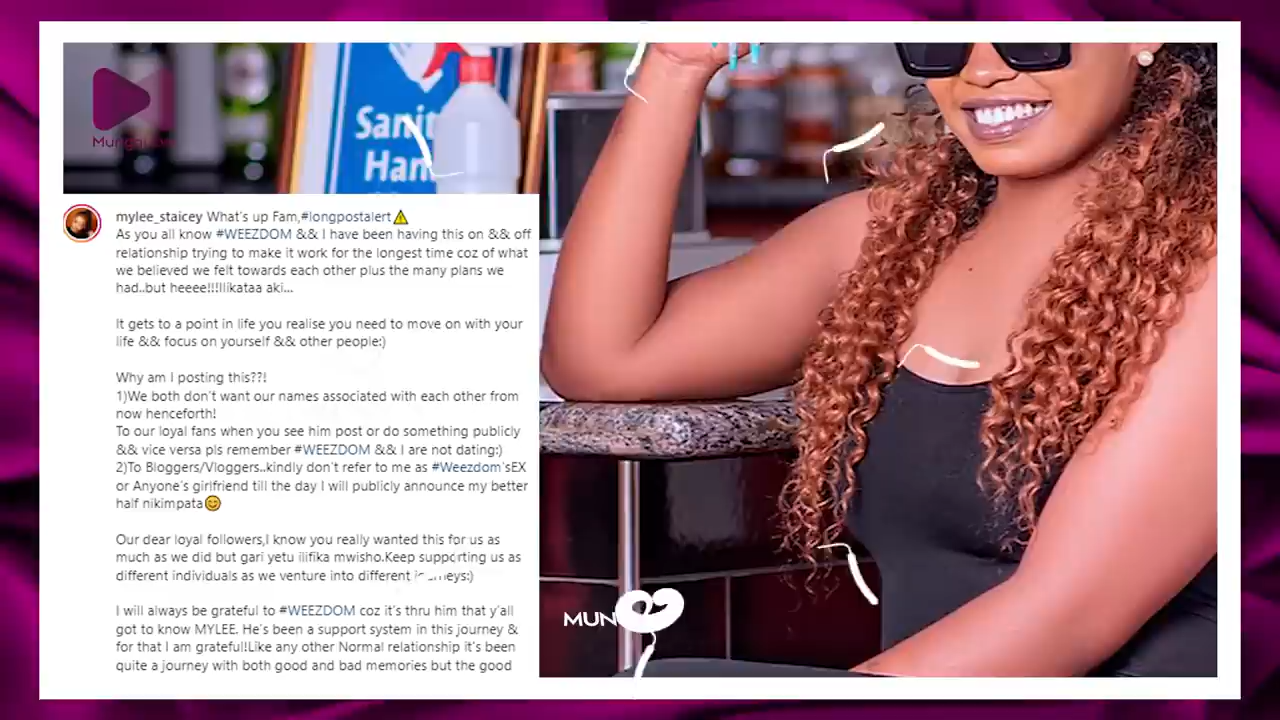 Sanit
Han
mylee_staicey What's up Fam,#longpostalert⚠
As you all know #WEEZDOM && I have been having this on && off
relationship trying to make it work for the longest time coz of what
we believed we felt towards each other plus the many plans we
had..but heeee!!!Ilikataa aki...
It gets to a point in life you realise you need to move on with your
life && focus on yourself && other people:)
Why am I posting this??!
1)We both don't want our names associated with each other from
now henceforth!
To our loyal fans when you see him post or do something publicly
&& vice versa pls remember #WEEZDOM && I are not dating:)
2)To Bloggers/Vloggers..kindly don't refer to me as #Weezdom'sEX
or Anyone's girlfriend till the day I will publicly announce my better
half nikimpata😊
Our dear loyal followers,I know you really wanted this for us as
much as we did but gari yetu ilifika mwisho.Keep supporting us as
different individuals as we venture into different
I will always be grateful to #WEEZDOM coz it's thru him that y'all
got to know MYLEE. He's been a support system in this journey &
for that I am grateful!Like any other Normal relationship it's been
quite a journey with both good and bad memories but the good
MUN